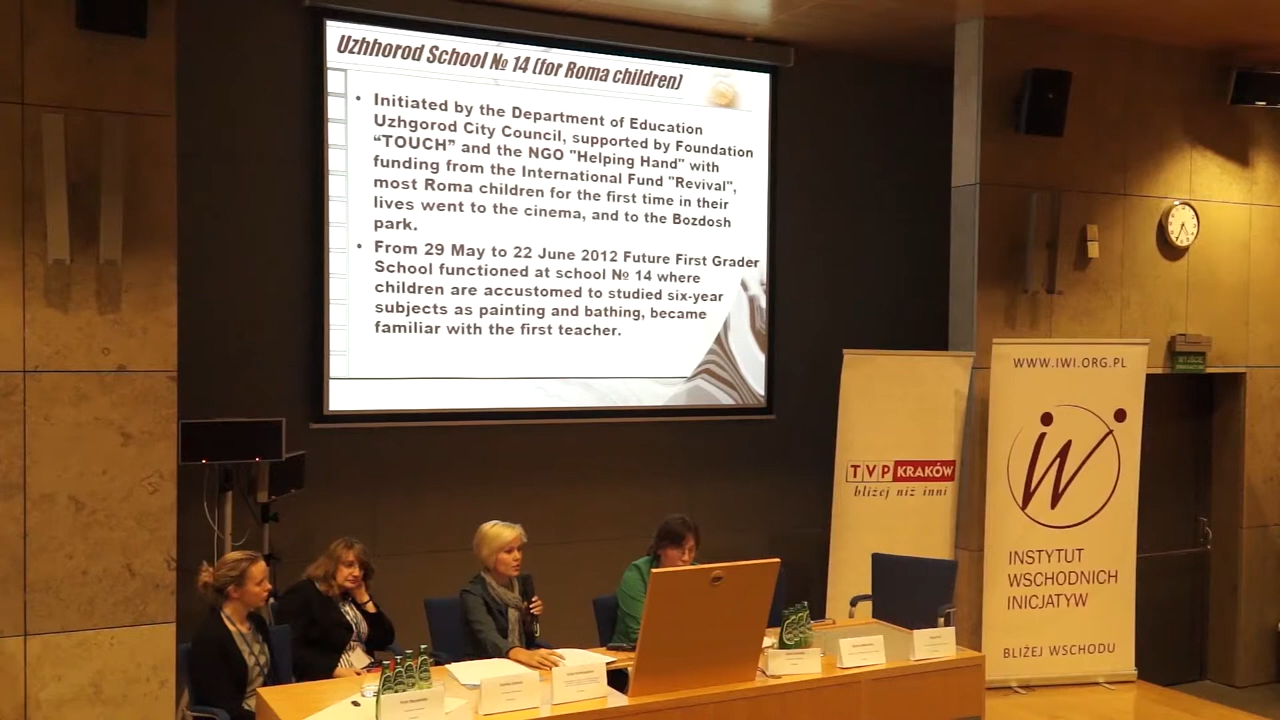 Uzhhorod School № 14 (for Roma children)
• Initiated by the Department of Education
Uzhgorod City Council, supported by Foundation
“TOUCH” and the NGO "Helping Hand" with
funding from the International Fund "Revival",
most Roma children for the first time in their
lives went to the cinema, and to the Bozdosh
park.
• From 29 May to 22 June 2012 Future First Grader
School functioned at school № 14 where
children are accustomed to studied six-year
subjects as painting and bathing, became
familiar with the first teacher.
TVP KRAKÓW
bliżej niż inni
WWW.IWI.ORG.PL
iwi
INSTYTUT
WSCHODNICH
INICJATYW
BLIŻEJ WSCHODU
WYJŚCIE